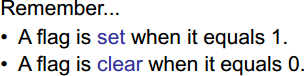 Remember...
• A flag is set when it equals 1.
• A flag is clear when it equals 0.